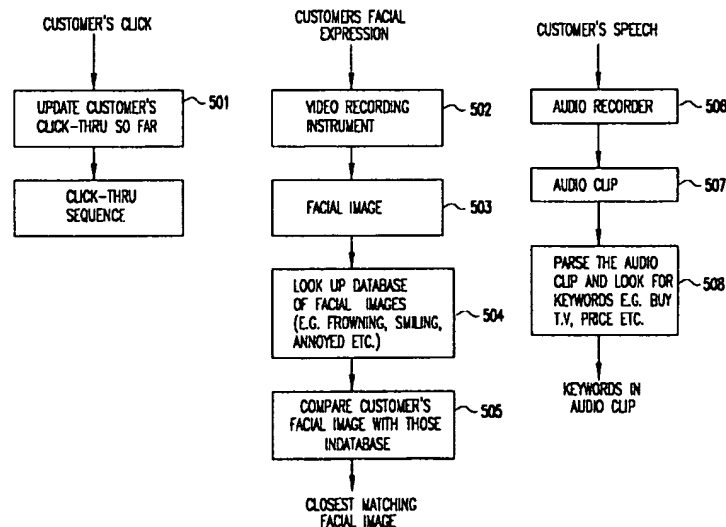 CUSTOMER'S CLICK
UPDATE CUSTOMER'S
CLICK-THRU SO FAR
501
CLICK-THRU
SEQUENCE
CUSTOMERS FACIAL
EXPRESSION
VIDEO RECORDING
INSTRUMENT
502
FACIAL IMAGE
503
LOOK UP DATABASE
OF FACIAL IMAGES
(E.G. FROWNING, SMILING,
ANNOYED ETC.)
504
COMPARE CUSTOMER'S
FACIAL IMAGE WITH THOSE
INDATABASE
505
CLOSEST MATCHING
FACIAL IMAGE
CUSTOMER'S SPEECH
AUDIO RECORDER
506
AUDIO CLIP
507
PARSE THE AUDIO
CLIP AND LOOK FOR
KEYWORDS E.G. BUY
T.V, PRICE ETC.
508
KEYWORDS IN
AUDIO CLIP